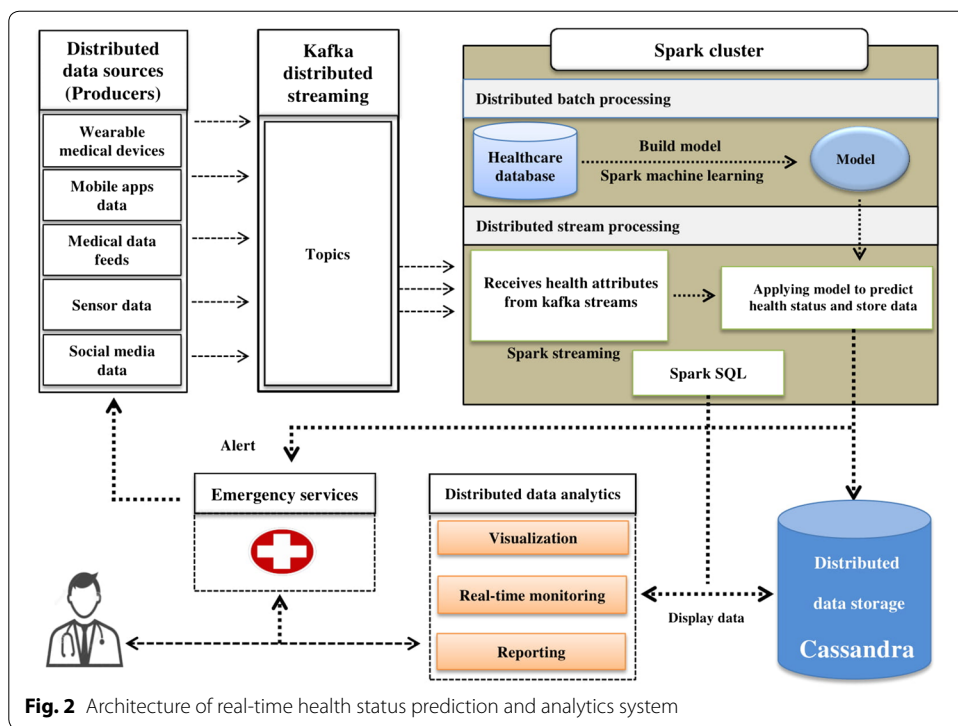 Distributed
data sources
(Producers)
Wearable
medical devices
Mobile apps
data
Medical data
feeds
Sensor data
Social media
data
Kafka
distributed
streaming
Topics
Spark cluster
Distributed batch processing
Healthcare
database
Build model
Spark machine learning
Model
Distributed stream processing
Receives health attributes
from kafka streams
Spark streaming
Applying model to predict
health status and store data
Spark SQL
Alert
Emergency services
Distributed data analytics
Visualization
Real-time monitoring
Reporting
Display data
Distributed
data storage
Cassandra
Fig. 2 Architecture of real-time health status prediction and analytics system